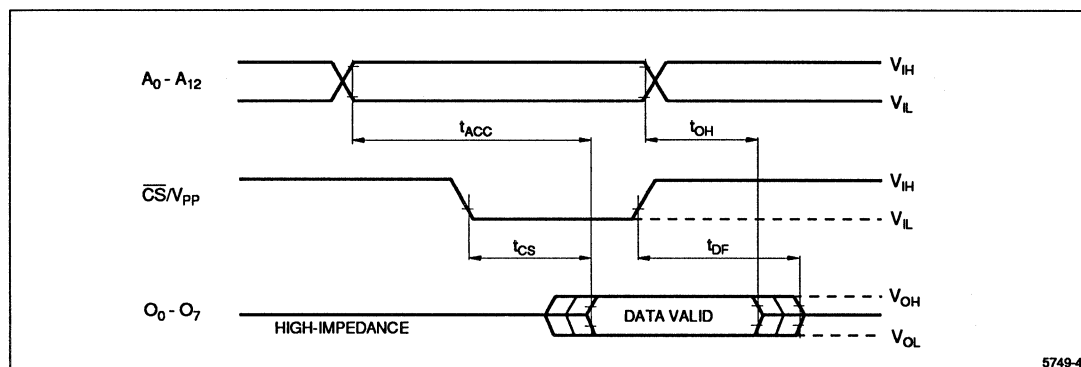 A0 - A12
VIH
VIL
tACC
tOH
CS/VPP
VIH
VIL
tCS
tDF
O0 - O7
HIGH-IMPEDANCE
DATA VALID
VOH
VOL
5749-4